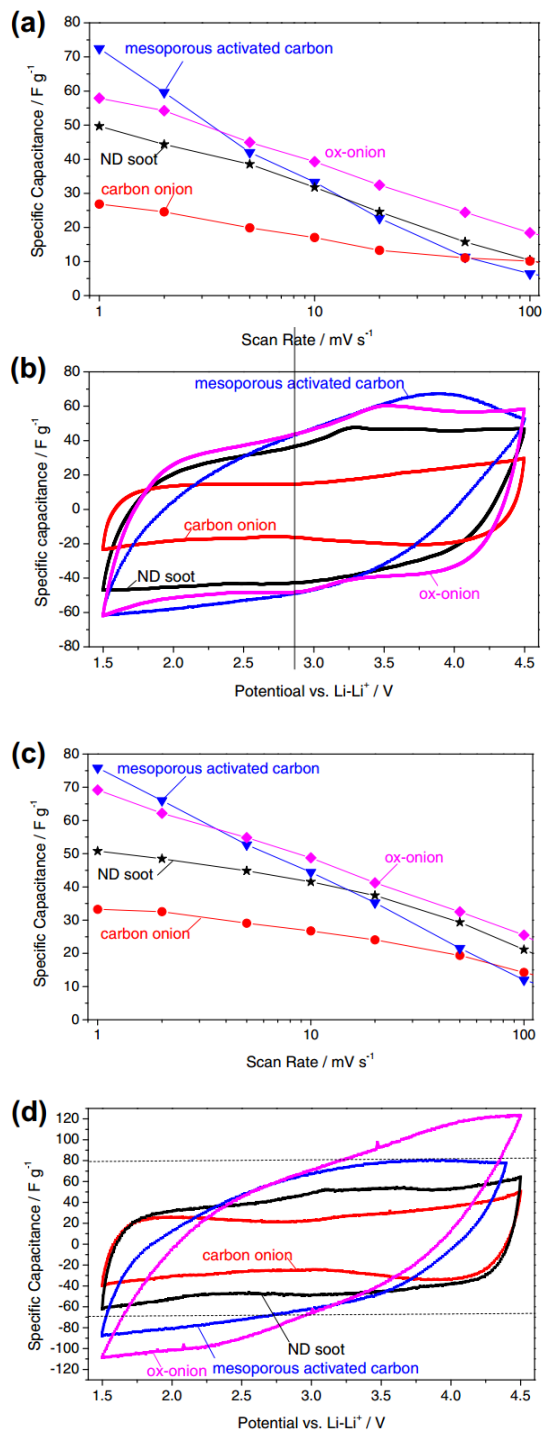 (a)
80
70
60
50
40
30
20
10
0
Specific Capacitance / F g⁻¹
mesoporous activated carbon
ox-onion
ND soot
carbon onion
1
10
100
Scan Rate / mV s⁻¹
(b)
80
60
40
20
0
-20
-40
-60
-80
Specific capacitance / F g⁻¹
mesoporous activated carbon
carbon onion
ND soot
ox-onion
1.5
2.0
2.5
3.0
3.5
4.0
4.5
Potentioal vs. Li-Li⁺ / V
(c)
80
70
60
50
40
30
20
10
0
Specific Capacitance / F g⁻¹
mesoporous activated carbon
ox-onion
ND soot
carbon onion
1
10
100
Scan Rate / mV s⁻¹
(d)
120
100
80
60
40
20
0
-20
-40
-60
-80
-100
-120
Specific Capacitance / F g⁻¹
carbon onion
ND soot
ox-onion
mesoporous activated carbon
1.5
2.0
2.5
3.0
3.5
4.0
4.5
Potential vs. Li-Li⁺ / V